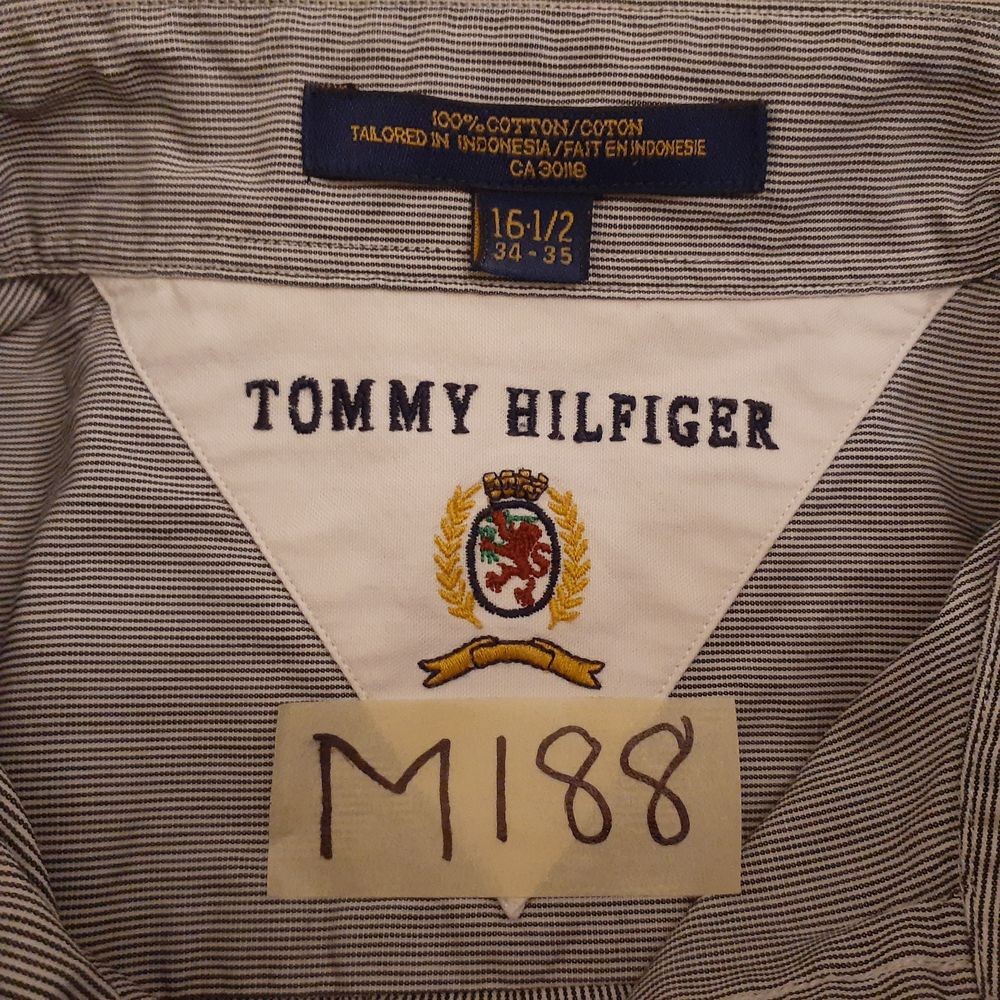 100% COTTON/COTON
TAILORED IN INDONESIA/FAIT EN INDONESIE
CA 30118
16·1/2
34 - 35
TOMMY HILFIGER
M188